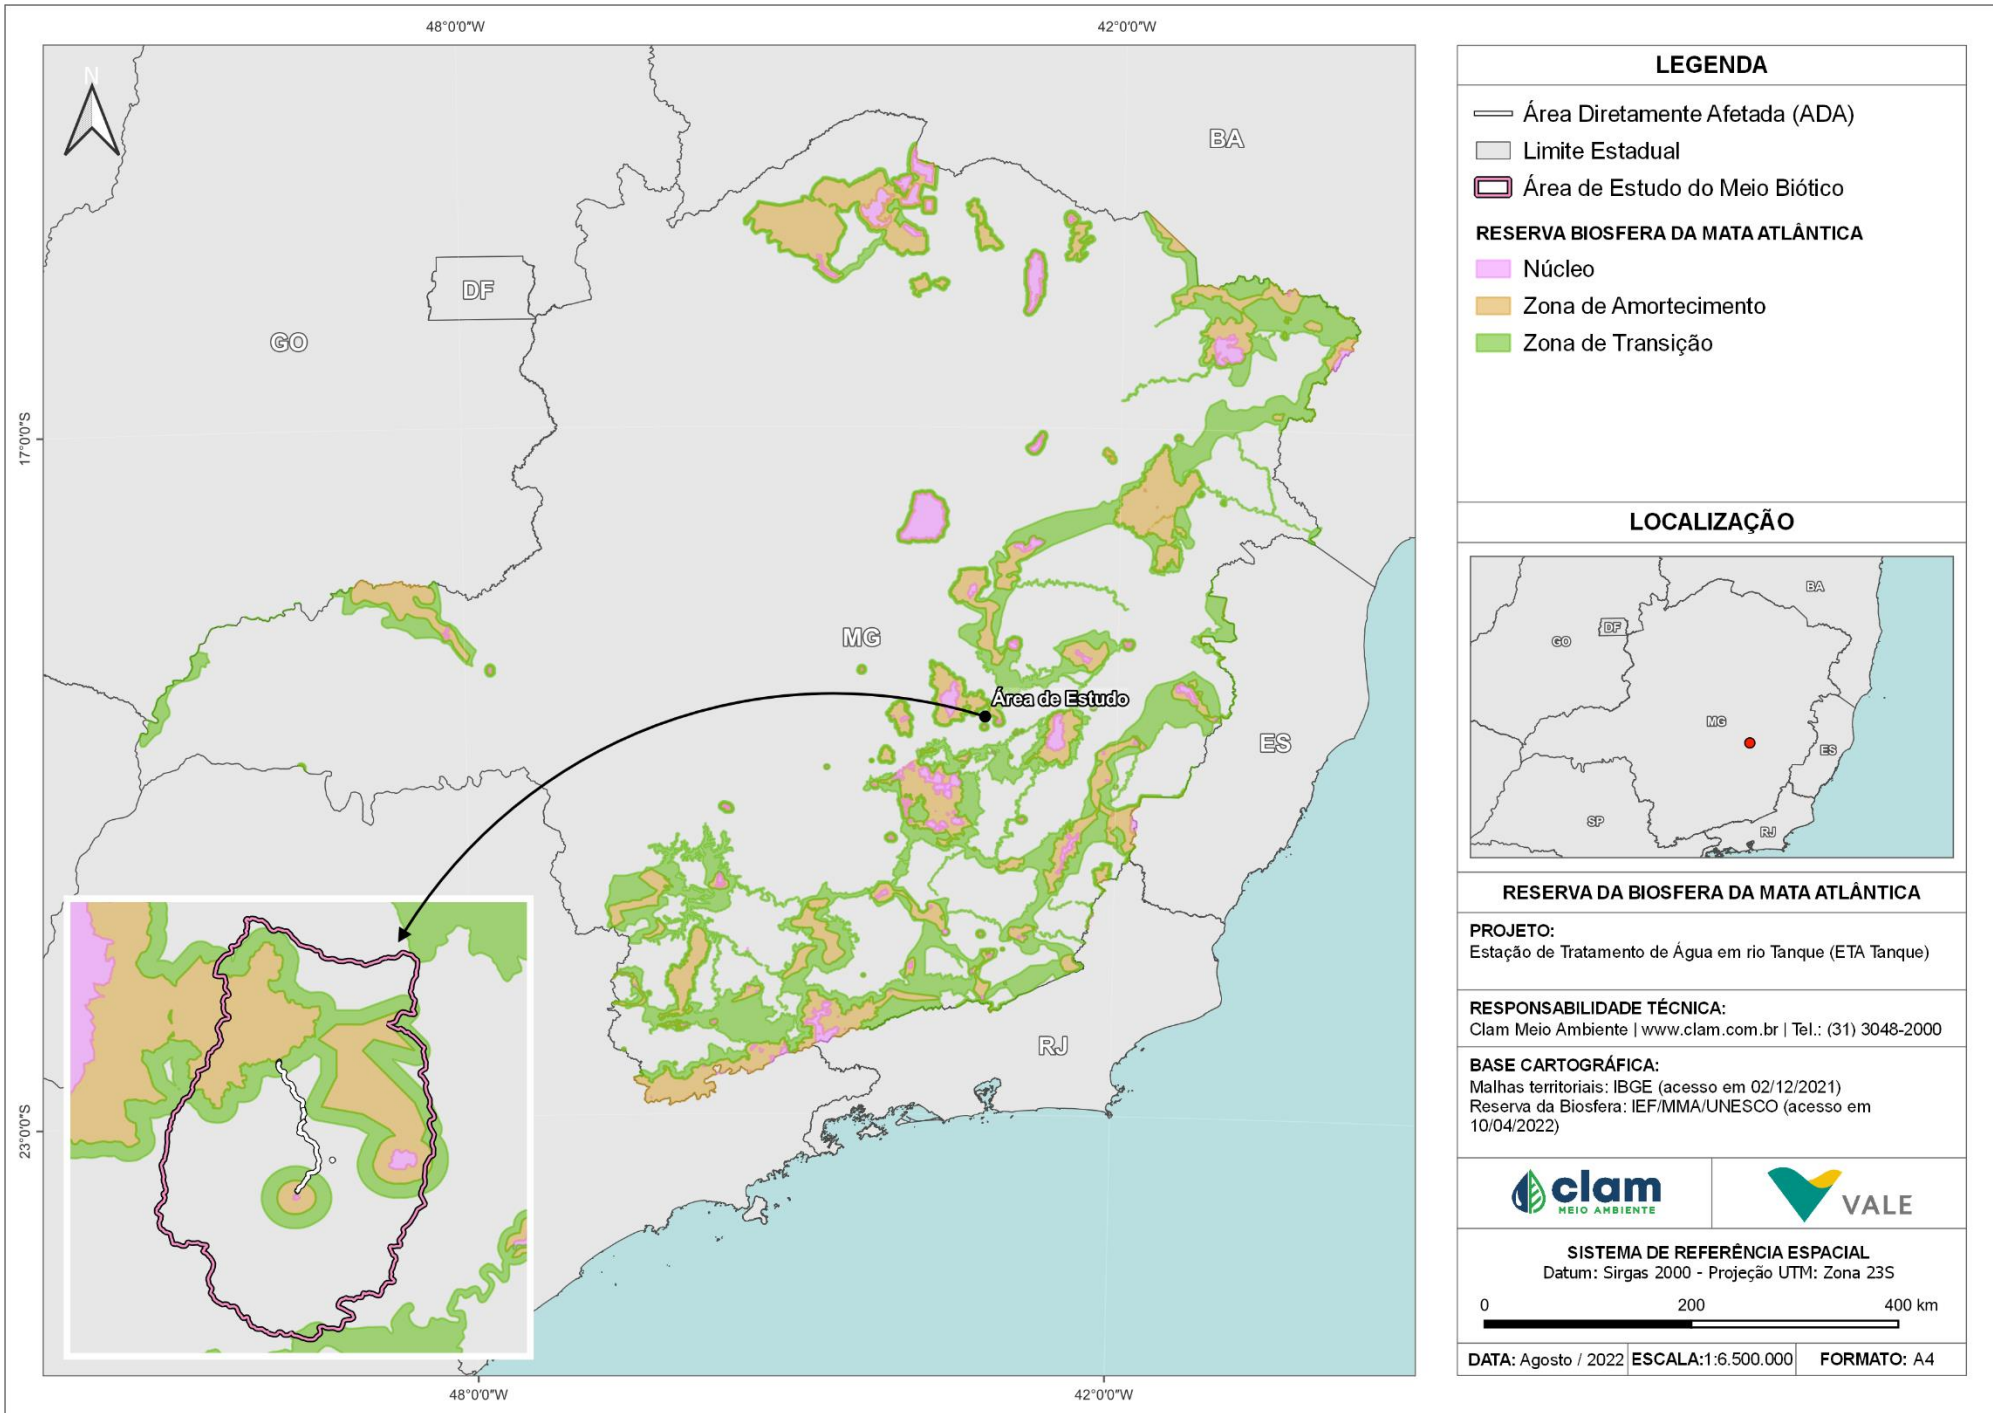 48°0'0"W
42°0'0"W
N
BA
DF
GO
17°0'0"S
MG
Área de Estudo
ES
RJ
23°0'0"S
48°0'0"W
42°0'0"W
LEGENDA
Área Diretamente Afetada (ADA)
Limite Estadual
Área de Estudo do Meio Biótico
RESERVA BIOSFERA DA MATA ATLÂNTICA
Núcleo
Zona de Amortecimento
Zona de Transição
LOCALIZAÇÃO
BA
DF
GO
MG
ES
SP
RJ
RESERVA DA BIOSFERA DA MATA ATLÂNTICA
PROJETO:
Estação de Tratamento de Água em rio Tanque (ETA Tanque)
RESPONSABILIDADE TÉCNICA:
Clam Meio Ambiente | www.clam.com.br | Tel.: (31) 3048-2000
BASE CARTOGRÁFICA:
Malhas territoriais: IBGE (acesso em 02/12/2021)
Reserva da Biosfera: IEF/MMA/UNESCO (acesso em
10/04/2022)
clam
MEIO AMBIENTE
VALE
SISTEMA DE REFERÊNCIA ESPACIAL
Datum: Sirgas 2000 - Projeção UTM: Zona 23S
0 200 400 km
DATA: Agosto / 2022 ESCALA:1:6.500.000 FORMATO: A4